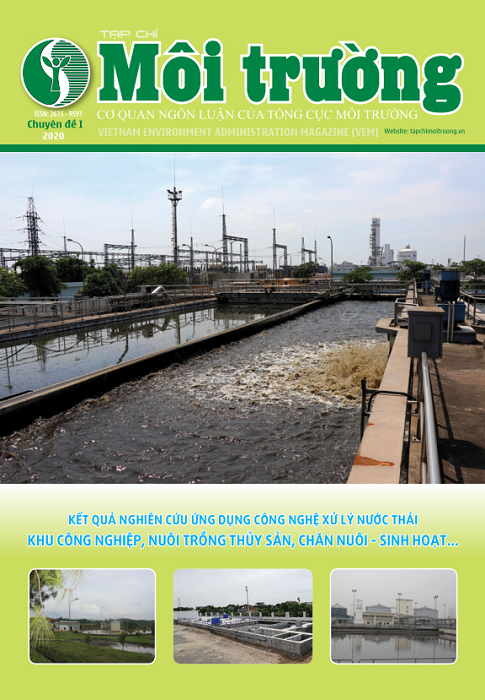 TẠP CHÍ
Môi trường
ISSN: 2615 - 9597
Chuyên đề I
2020
CƠ QUAN NGÔN LUẬN CỦA TỔNG CỤC MÔI TRƯỜNG
VIETNAM ENVIRONMENT ADMINISTRATION MAGAZINE (VEM)
Website: tapchimoitruong.vn
KẾT QUẢ NGHIÊN CỨU ỨNG DỤNG CÔNG NGHỆ XỬ LÝ NƯỚC THẢI
KHU CÔNG NGHIỆP, NUÔI TRỒNG THỦY SẢN, CHĂN NUÔI - SINH HOẠT...